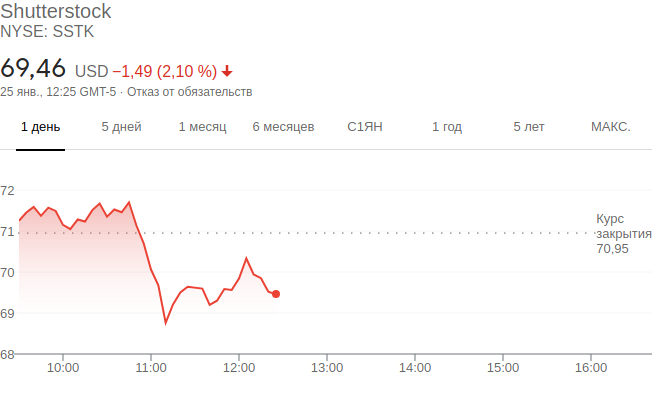 Shutterstock
NYSE: SSTK
69,46 USD −1,49 (2,10 %)
25 янв., 12:25 GMT-5 · Отказ от обязательств
1 день 5 дней 1 месяц 6 месяцев С1ЯН 1 год 5 лет МАКС.
72
Курс
71 закрытия
70,95
70
69
68
10:00 11:00 12:00 13:00 14:00 15:00 16:00